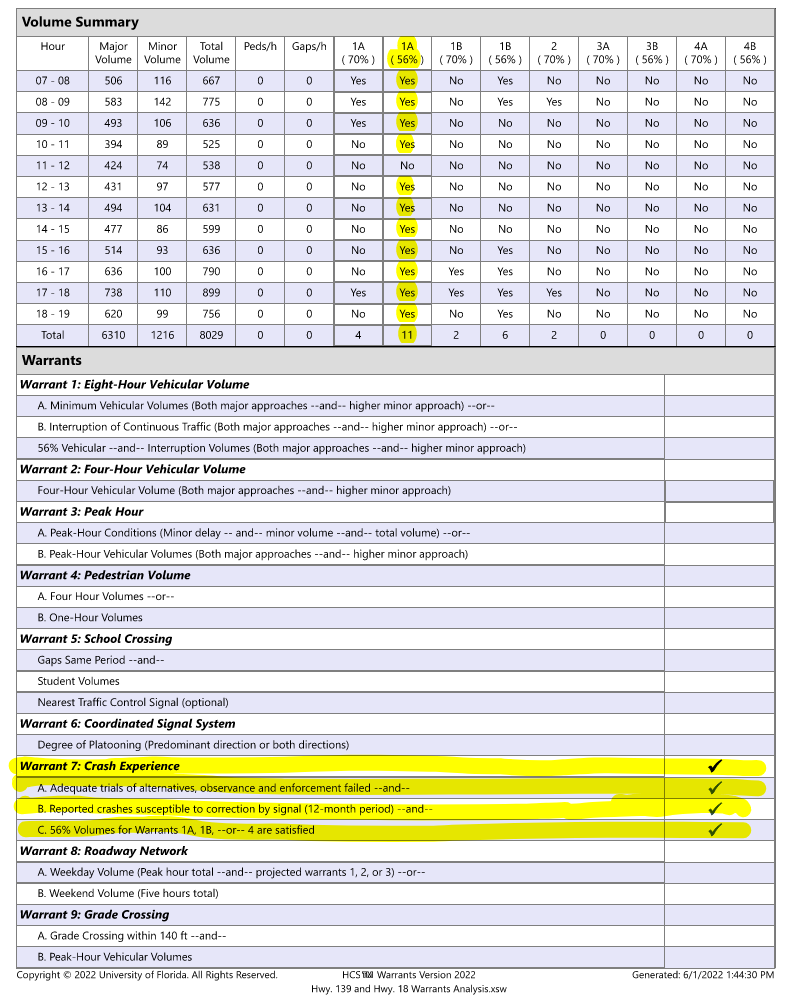 Volume Summary
Hour Major Volume Minor Volume Total Volume Peds/h Gaps/h 1A ( 70%) 1A ( 56%) 1B ( 70%) 1B ( 56%) 2 ( 70%) 3A ( 70%) 3B ( 56%) 4A ( 70%) 4B ( 56%)
07 - 08 506 116 667 0 0 Yes Yes No Yes No No No No No
08 - 09 583 142 775 0 0 Yes Yes No Yes Yes No No No No
09 - 10 493 106 636 0 0 Yes Yes No No No No No No No
10 - 11 394 89 525 0 0 No Yes No No No No No No No
11 - 12 424 74 538 0 0 No No No No No No No No No
12 - 13 431 97 577 0 0 No Yes No No No No No No No
13 - 14 494 104 631 0 0 No Yes No No No No No No No
14 - 15 477 86 599 0 0 No Yes No No No No No No No
15 - 16 514 93 636 0 0 No Yes No Yes No No No No No
16 - 17 636 100 790 0 0 No Yes Yes Yes No No No No No
17 - 18 738 110 899 0 0 Yes Yes Yes Yes Yes No No No No
18 - 19 620 99 756 0 0 No Yes No Yes No No No No No
Total 6310 1216 8029 0 0 4 11 2 6 2 0 0 0 0
Warrants
Warrant 1: Eight-Hour Vehicular Volume
A. Minimum Vehicular Volumes (Both major approaches --and-- higher minor approach) --or--
B. Interruption of Continuous Traffic (Both major approaches --and-- higher minor approach) --or--
56% Vehicular --and-- Interruption Volumes (Both major approaches --and-- higher minor approach)
Warrant 2: Four-Hour Vehicular Volume
Four-Hour Vehicular Volume (Both major approaches --and-- higher minor approach)
Warrant 3: Peak Hour
A. Peak-Hour Conditions (Minor delay -- and-- minor volume --and-- total volume) --or--
B. Peak-Hour Vehicular Volumes (Both major approaches --and-- higher minor approach)
Warrant 4: Pedestrian Volume
A. Four Hour Volumes --or--
B. One-Hour Volumes
Warrant 5: School Crossing
Gaps Same Period --and--
Student Volumes
Nearest Traffic Control Signal (optional)
Warrant 6: Coordinated Signal System
Degree of Platooning (Predominant direction or both directions)
Warrant 7: Crash Experience ✓
A. Adequate trials of alternatives, observance and enforcement failed --and-- ✓
B. Reported crashes susceptible to correction by signal (12-month period) --and-- ✓
C. 56% Volumes for Warrants 1A, 1B, --or-- 4 are satisfied ✓
Warrant 8: Roadway Network
A. Weekday Volume (Peak hour total --and-- projected warrants 1, 2, or 3) --or--
B. Weekend Volume (Five hours total)
Warrant 9: Grade Crossing
A. Grade Crossing within 140 ft --and--
B. Peak-Hour Vehicular Volumes
Copyright © 2022 University of Florida. All Rights Reserved. HCS Warrants Version 2022 Generated: 6/1/2022 1:44:30 PM
Hwy. 139 and Hwy. 18 Warrants Analysis.xsw